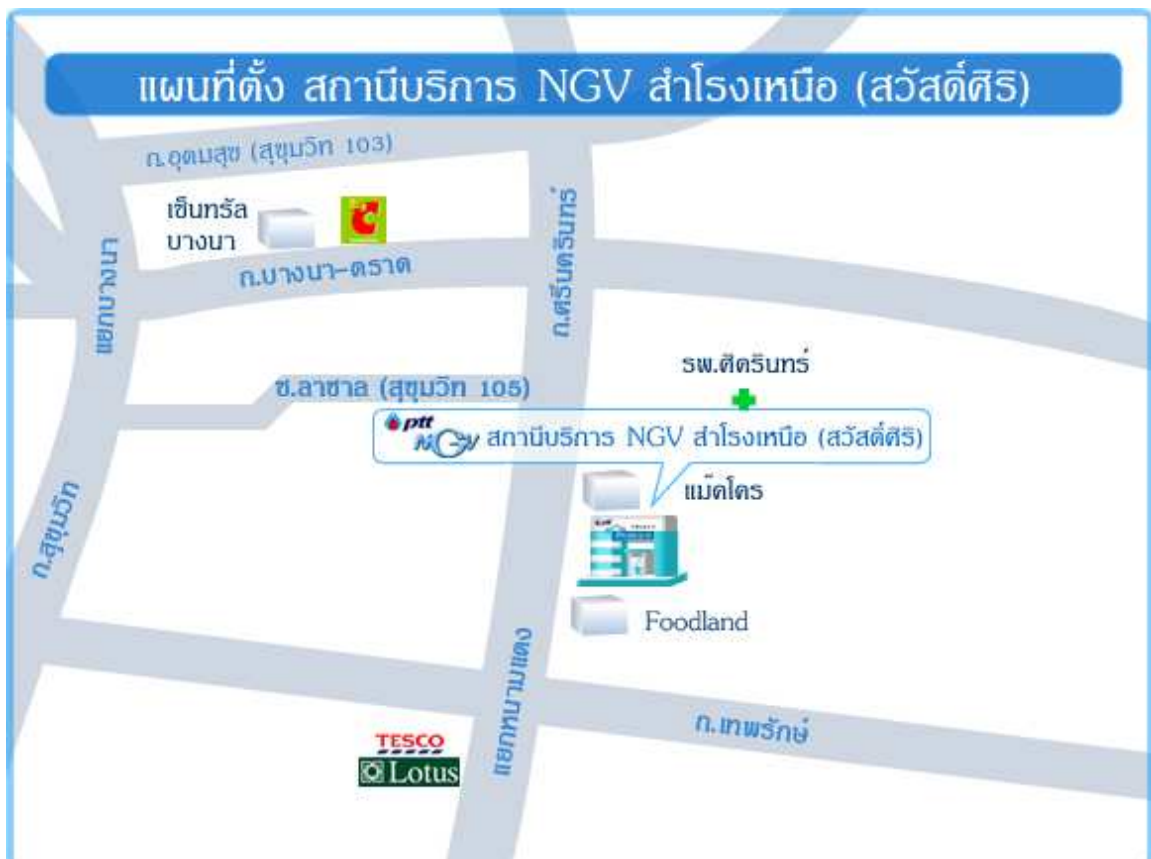 แผนที่ตั้ง สถานีบริการ NGV สำโรงเหนือ (สวัสดิ์ศิริ)
ถ.อุดมสุข (สุขุมวิท 103)
เซ็นทรัล
บางนา
ถ.บางนา-ตราด
แยกบางนา
ถ.ศรีนครินทร์
รพ.ศิครินทร์
ซ.ลาซาล (สุขุมวิท 105)
ptt
NGV สถานีบริการ NGV สำโรงเหนือ (สวัสดิ์ศิริ)
แม็คโคร
ถ.สุขุมวิท
Foodland
แยกหนามแดง
ถ.เทพรักษ์
TESCO
Lotus